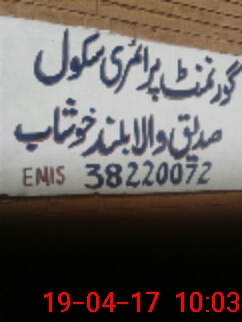 گورنمنٹ پرائمری سکول
صدیق والا بلند خوشاب
EMIS 38220072
19-04-17 10:03